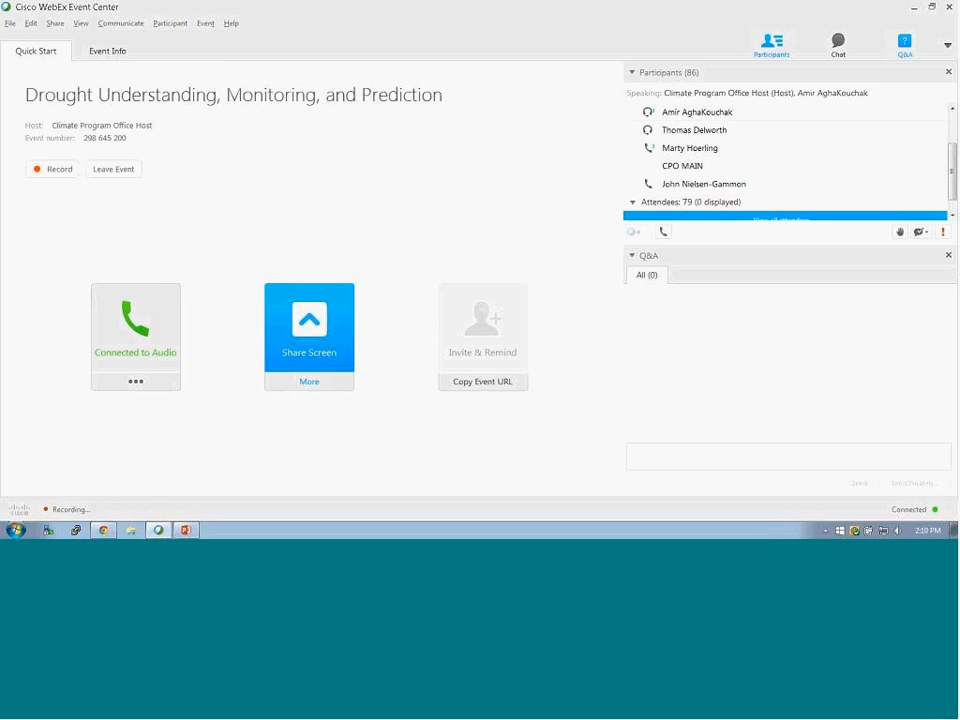 Cisco WebEx Event Center
File Edit Share View Communicate Participant Event Help
Quick Start Event Info
Participants Chat Q&A
Drought Understanding, Monitoring, and Prediction
Host: Climate Program Office Host
Event number: 298 645 200
Record Leave Event
Connected to Audio
Share Screen
More
Invite & Remind
Copy Event URL
Participants (86)
Speaking: Climate Program Office Host (Host), Amir AghaKouchak
Amir AghaKouchak
Thomas Delworth
Marty Hoerling
CPO MAIN
John Nielsen-Gammon
Attendees: 79 (0 displayed)
Q&A
All (0)
Send Send Privately...
cisco Recording... Connected
2:10 PM